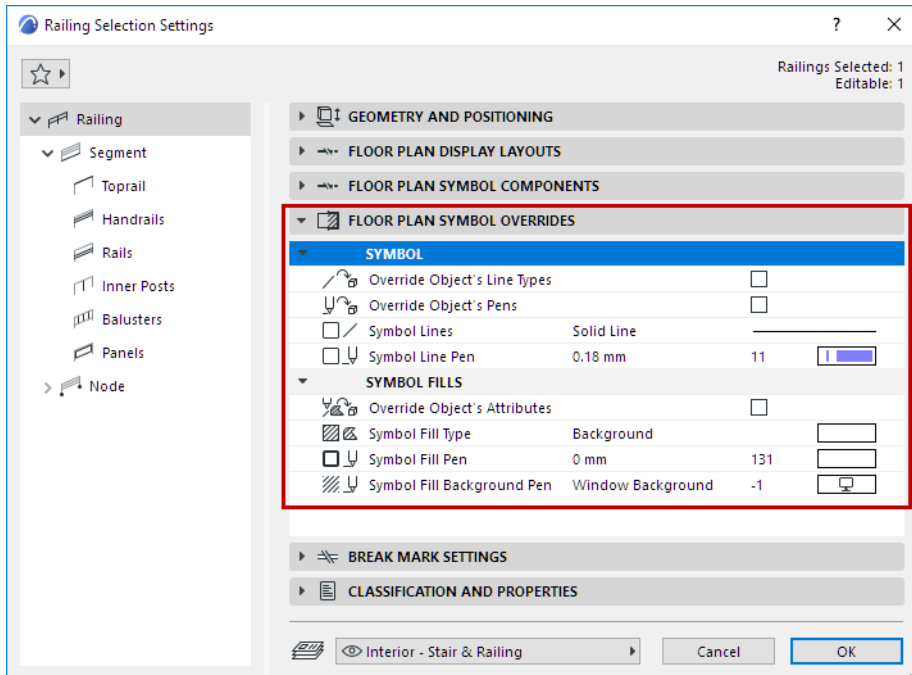 Railing Selection Settings
?
Railings Selected: 1
Editable: 1
Railing
Segment
Toprail
Handrails
Rails
Inner Posts
Balusters
Panels
Node
GEOMETRY AND POSITIONING
FLOOR PLAN DISPLAY LAYOUTS
FLOOR PLAN SYMBOL COMPONENTS
FLOOR PLAN SYMBOL OVERRIDES
SYMBOL
Override Object's Line Types
Override Object's Pens
Symbol Lines Solid Line
Symbol Line Pen 0.18 mm 11
SYMBOL FILLS
Override Object's Attributes
Symbol Fill Type Background
Symbol Fill Pen 0 mm 131
Symbol Fill Background Pen Window Background -1
BREAK MARK SETTINGS
CLASSIFICATION AND PROPERTIES
Interior - Stair & Railing Cancel OK